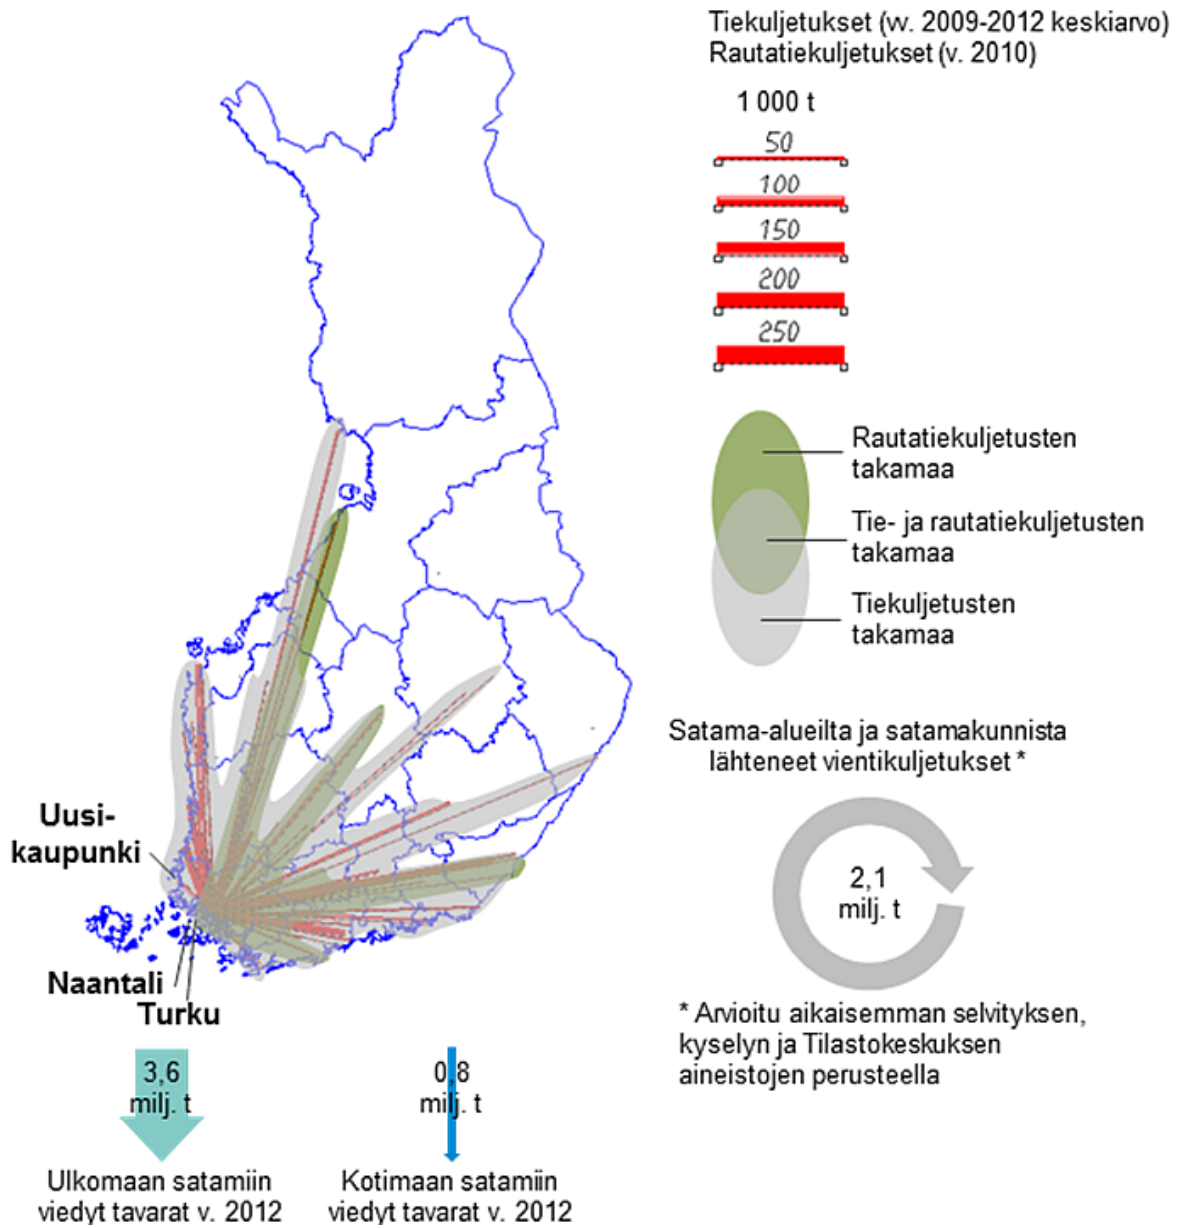 Tiekuljetukset (vv. 2009-2012 keskiarvo)
Rautatiekuljetukset (v. 2010)
1 000 t
50
100
150
200
250
Rautatiekuljetusten
takamaa
Tie- ja rautatiekuljetusten
takamaa
Tiekuljetusten
takamaa
Satama-alueilta ja satamakunnista
lähteneet vientikuljetukset *
2,1
milj. t
* Arvioitu aikaisemman selvityksen,
kyselyn ja Tilastokeskuksen
aineistojen perusteella
Uusi-
kaupunki
Naantali
Turku
3,6
milj. t
Ulkomaan satamiin
viedyt tavarat v. 2012
0,8
milj. t
Kotimaan satamiin
viedyt tavarat v. 2012